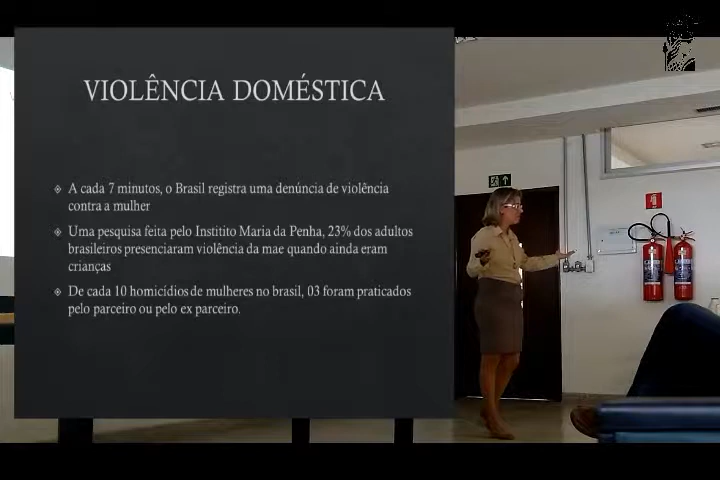 VIOLÊNCIA DOMÉSTICA
A cada 7 minutos, o Brasil registra uma denúncia de violência
contra a mulher
Uma pesquisa feita pelo Institito Maria da Penha, 23% dos adultos
brasileiros presenciaram violência da mae quando ainda eram
crianças
De cada 10 homicídios de mulheres no brasil, 03 foram praticados
pelo parceiro ou pelo ex parceiro.